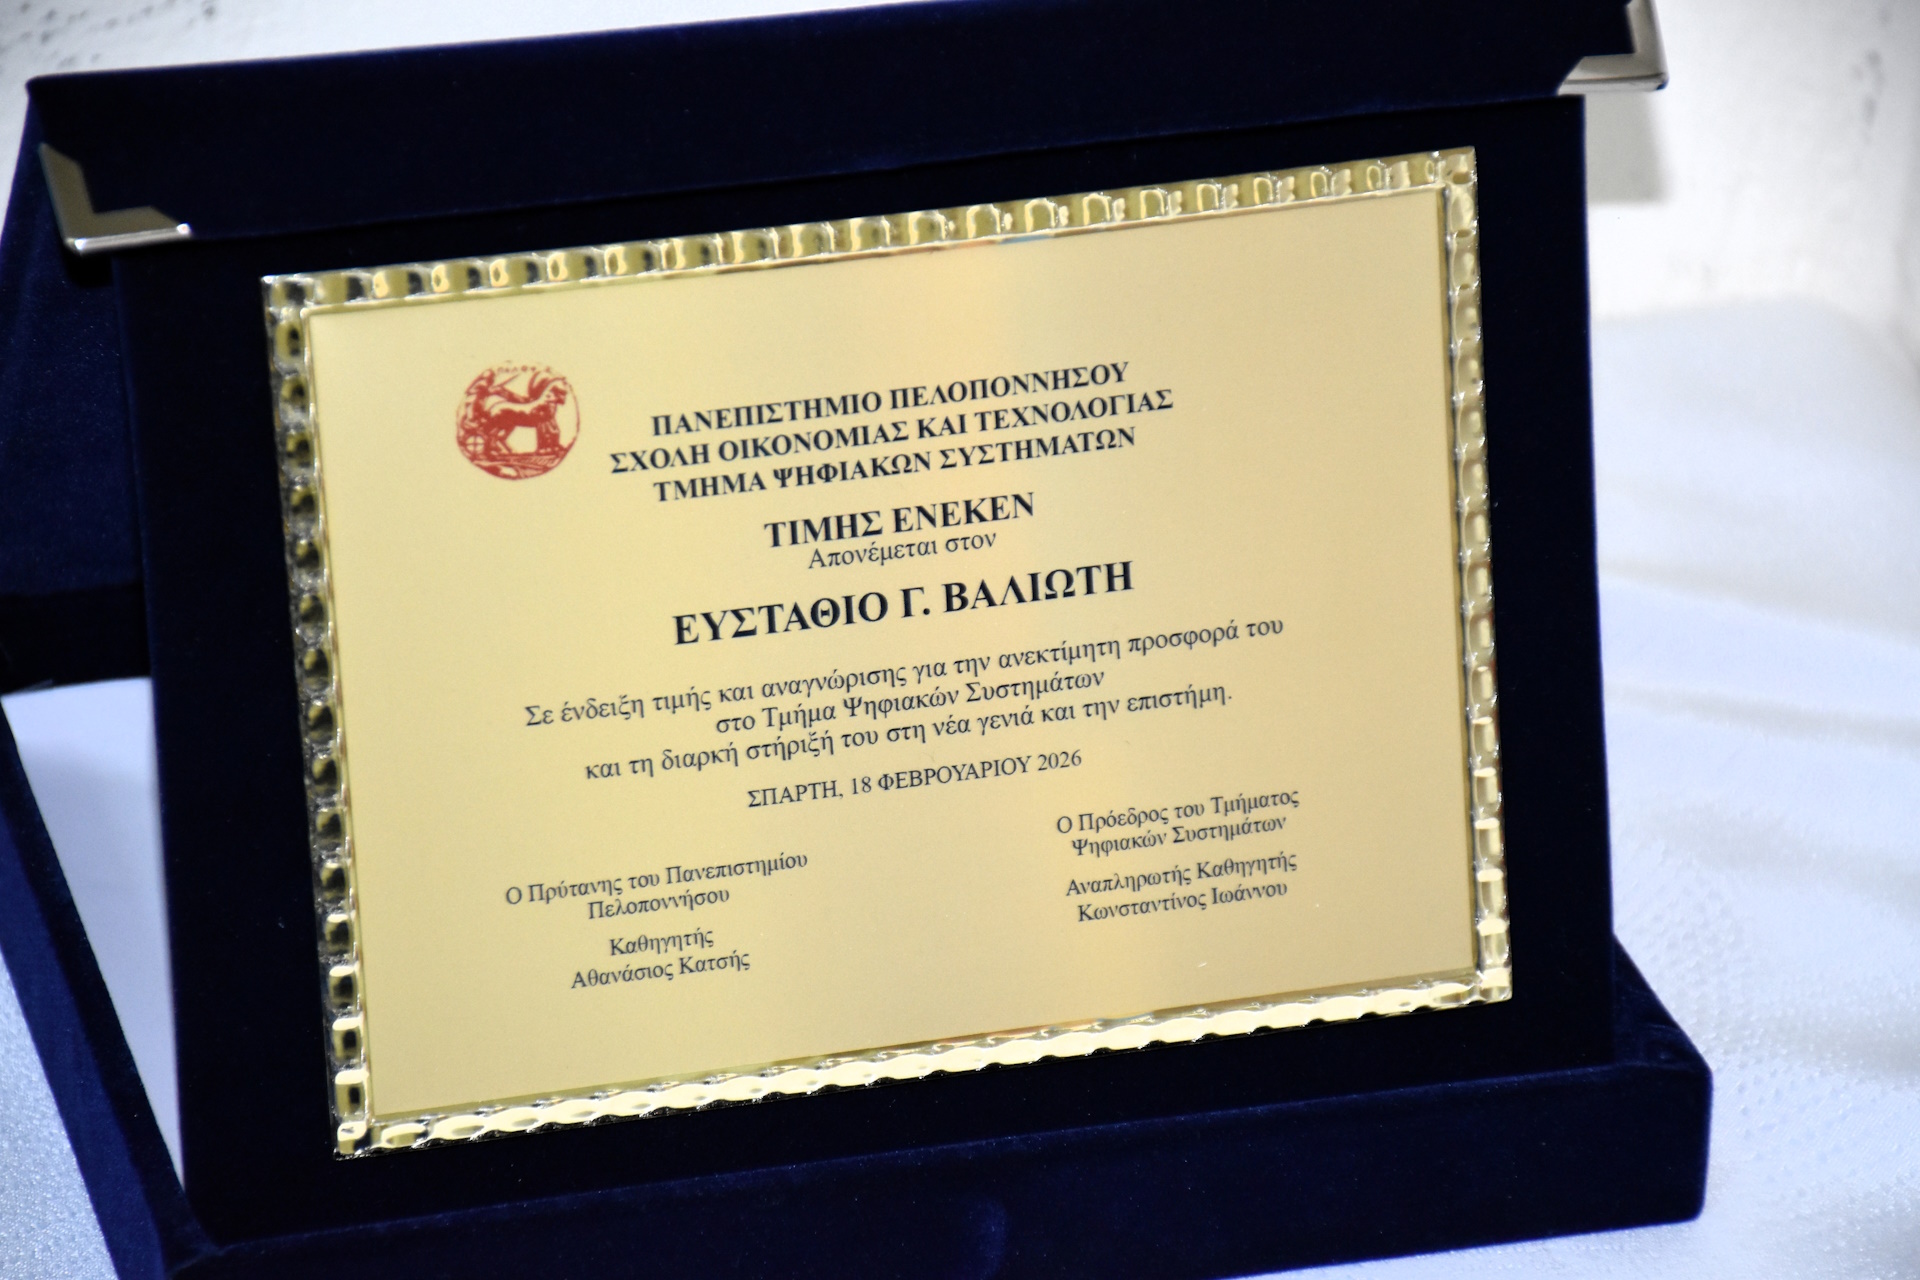 ΠΑΝΕΠΙΣΤΗΜΙΟ ΠΕΛΟΠΟΝΝΗΣΟΥ
ΣΧΟΛΗ ΟΙΚΟΝΟΜΙΑΣ ΚΑΙ ΤΕΧΝΟΛΟΓΙΑΣ
ΤΜΗΜΑ ΨΗΦΙΑΚΩΝ ΣΥΣΤΗΜΑΤΩΝ
ΤΙΜΗΣ ΕΝΕΚΕΝ
Απονέμεται στον
ΕΥΣΤΑΘΙΟ Γ. ΒΑΛΙΩΤΗ
Σε ένδειξη τιμής και αναγνώρισης για την ανεκτίμητη προσφορά του
στο Τμήμα Ψηφιακών Συστημάτων
και τη διαρκή στήριξή του στη νέα γενιά και την επιστήμη.
ΣΠΑΡΤΗ, 18 ΦΕΒΡΟΥΑΡΙΟΥ 2026
Ο Πρύτανης του Πανεπιστημίου
Πελοποννήσου
Καθηγητής
Αθανάσιος Κατσής
Ο Πρόεδρος του Τμήματος
Ψηφιακών Συστημάτων
Αναπληρωτής Καθηγητής
Κωνσταντίνος Ιωάννου